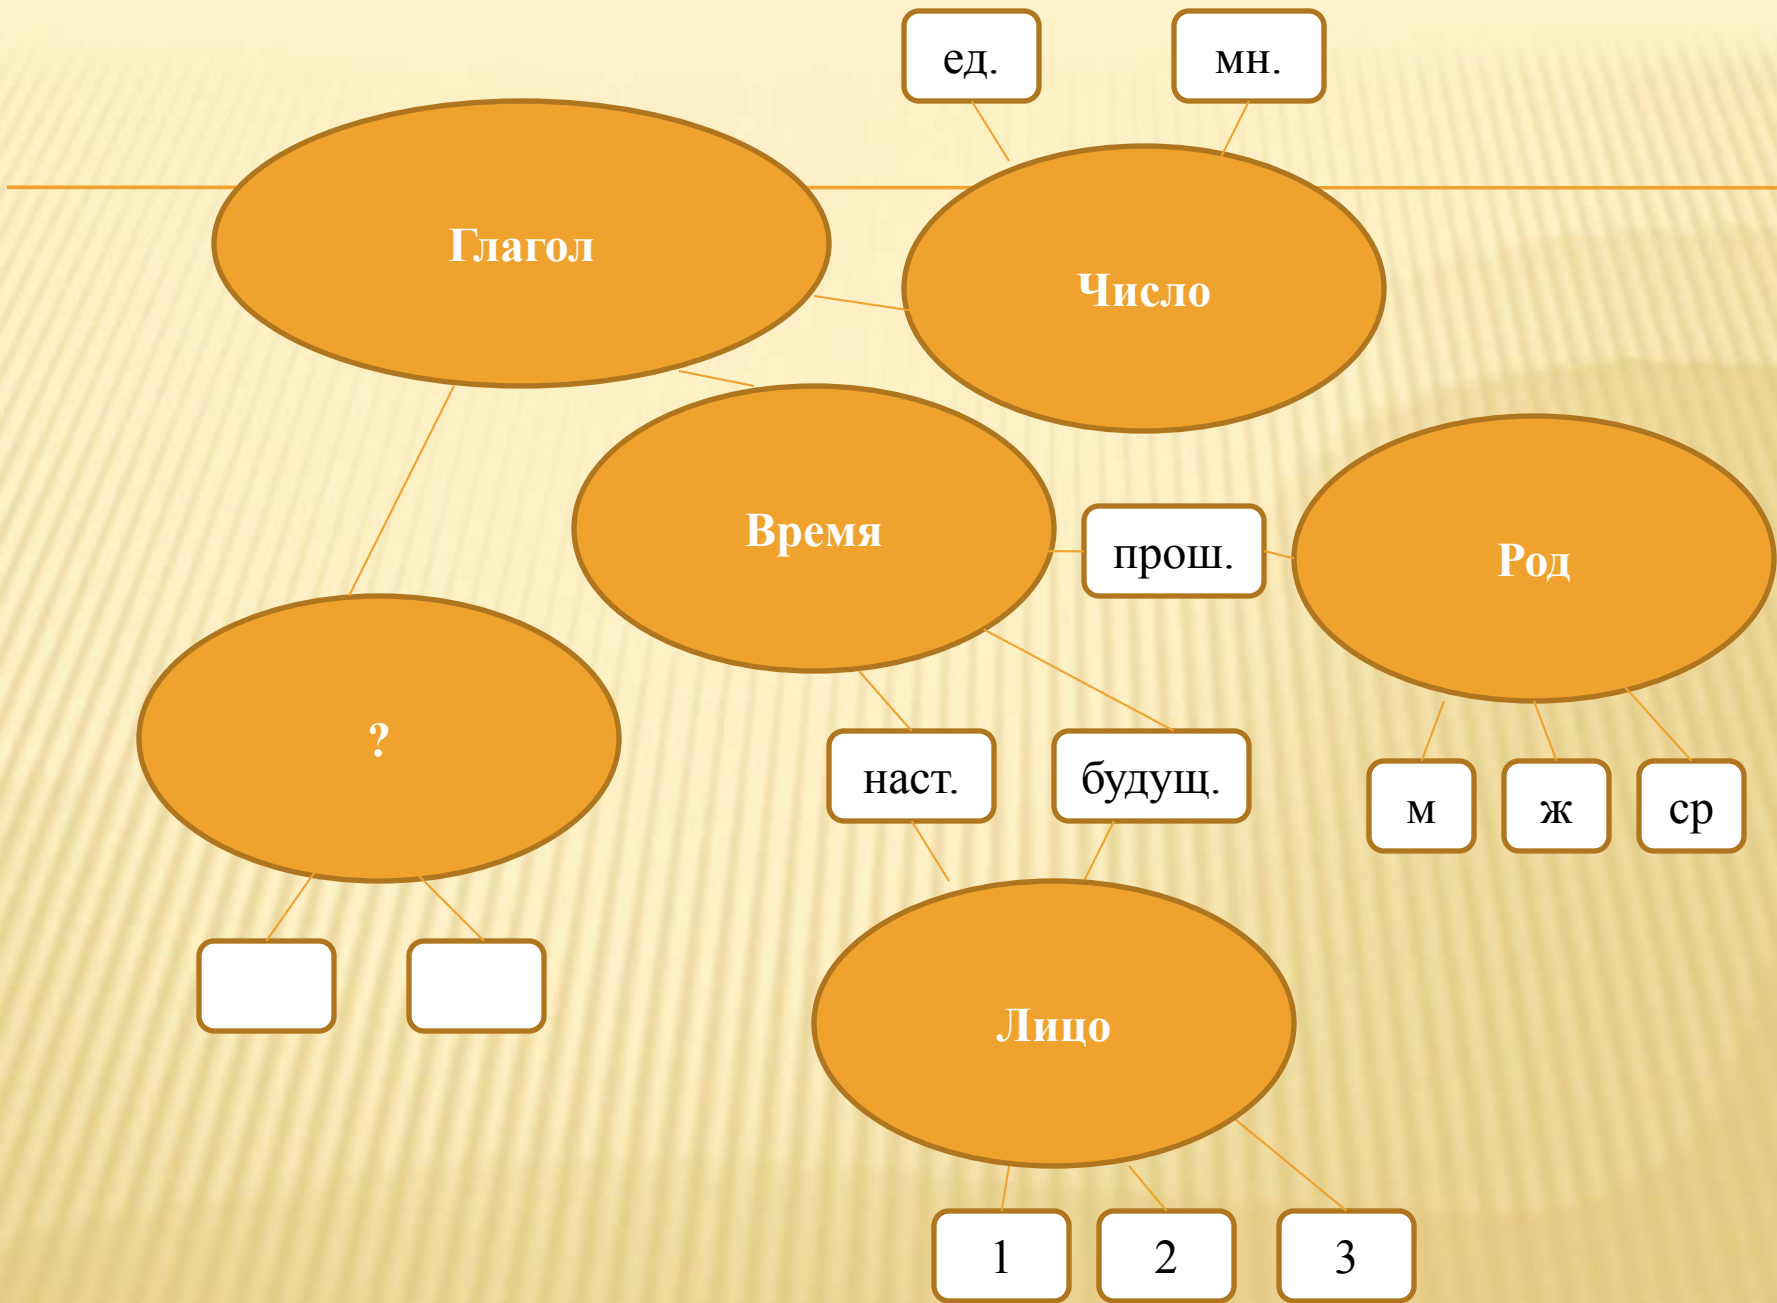 ед.
мн.
Глагол
Число
Время
прош.
Род
?
наст.
будущ.
м
ж
ср
Лицо
1
2
3